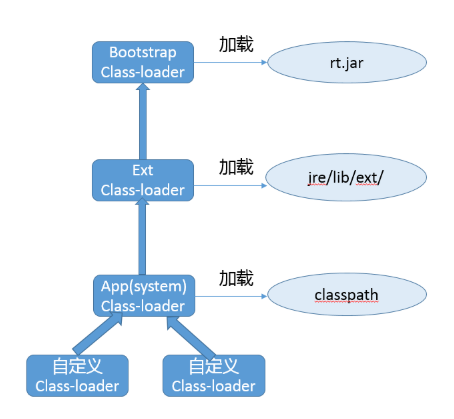 Bootstrap
Class-loader
加载
rt.jar
Ext
Class-loader
加载
jre/lib/ext/
App(system)
Class-loader
加载
classpath
自定义
Class-loader
自定义
Class-loader